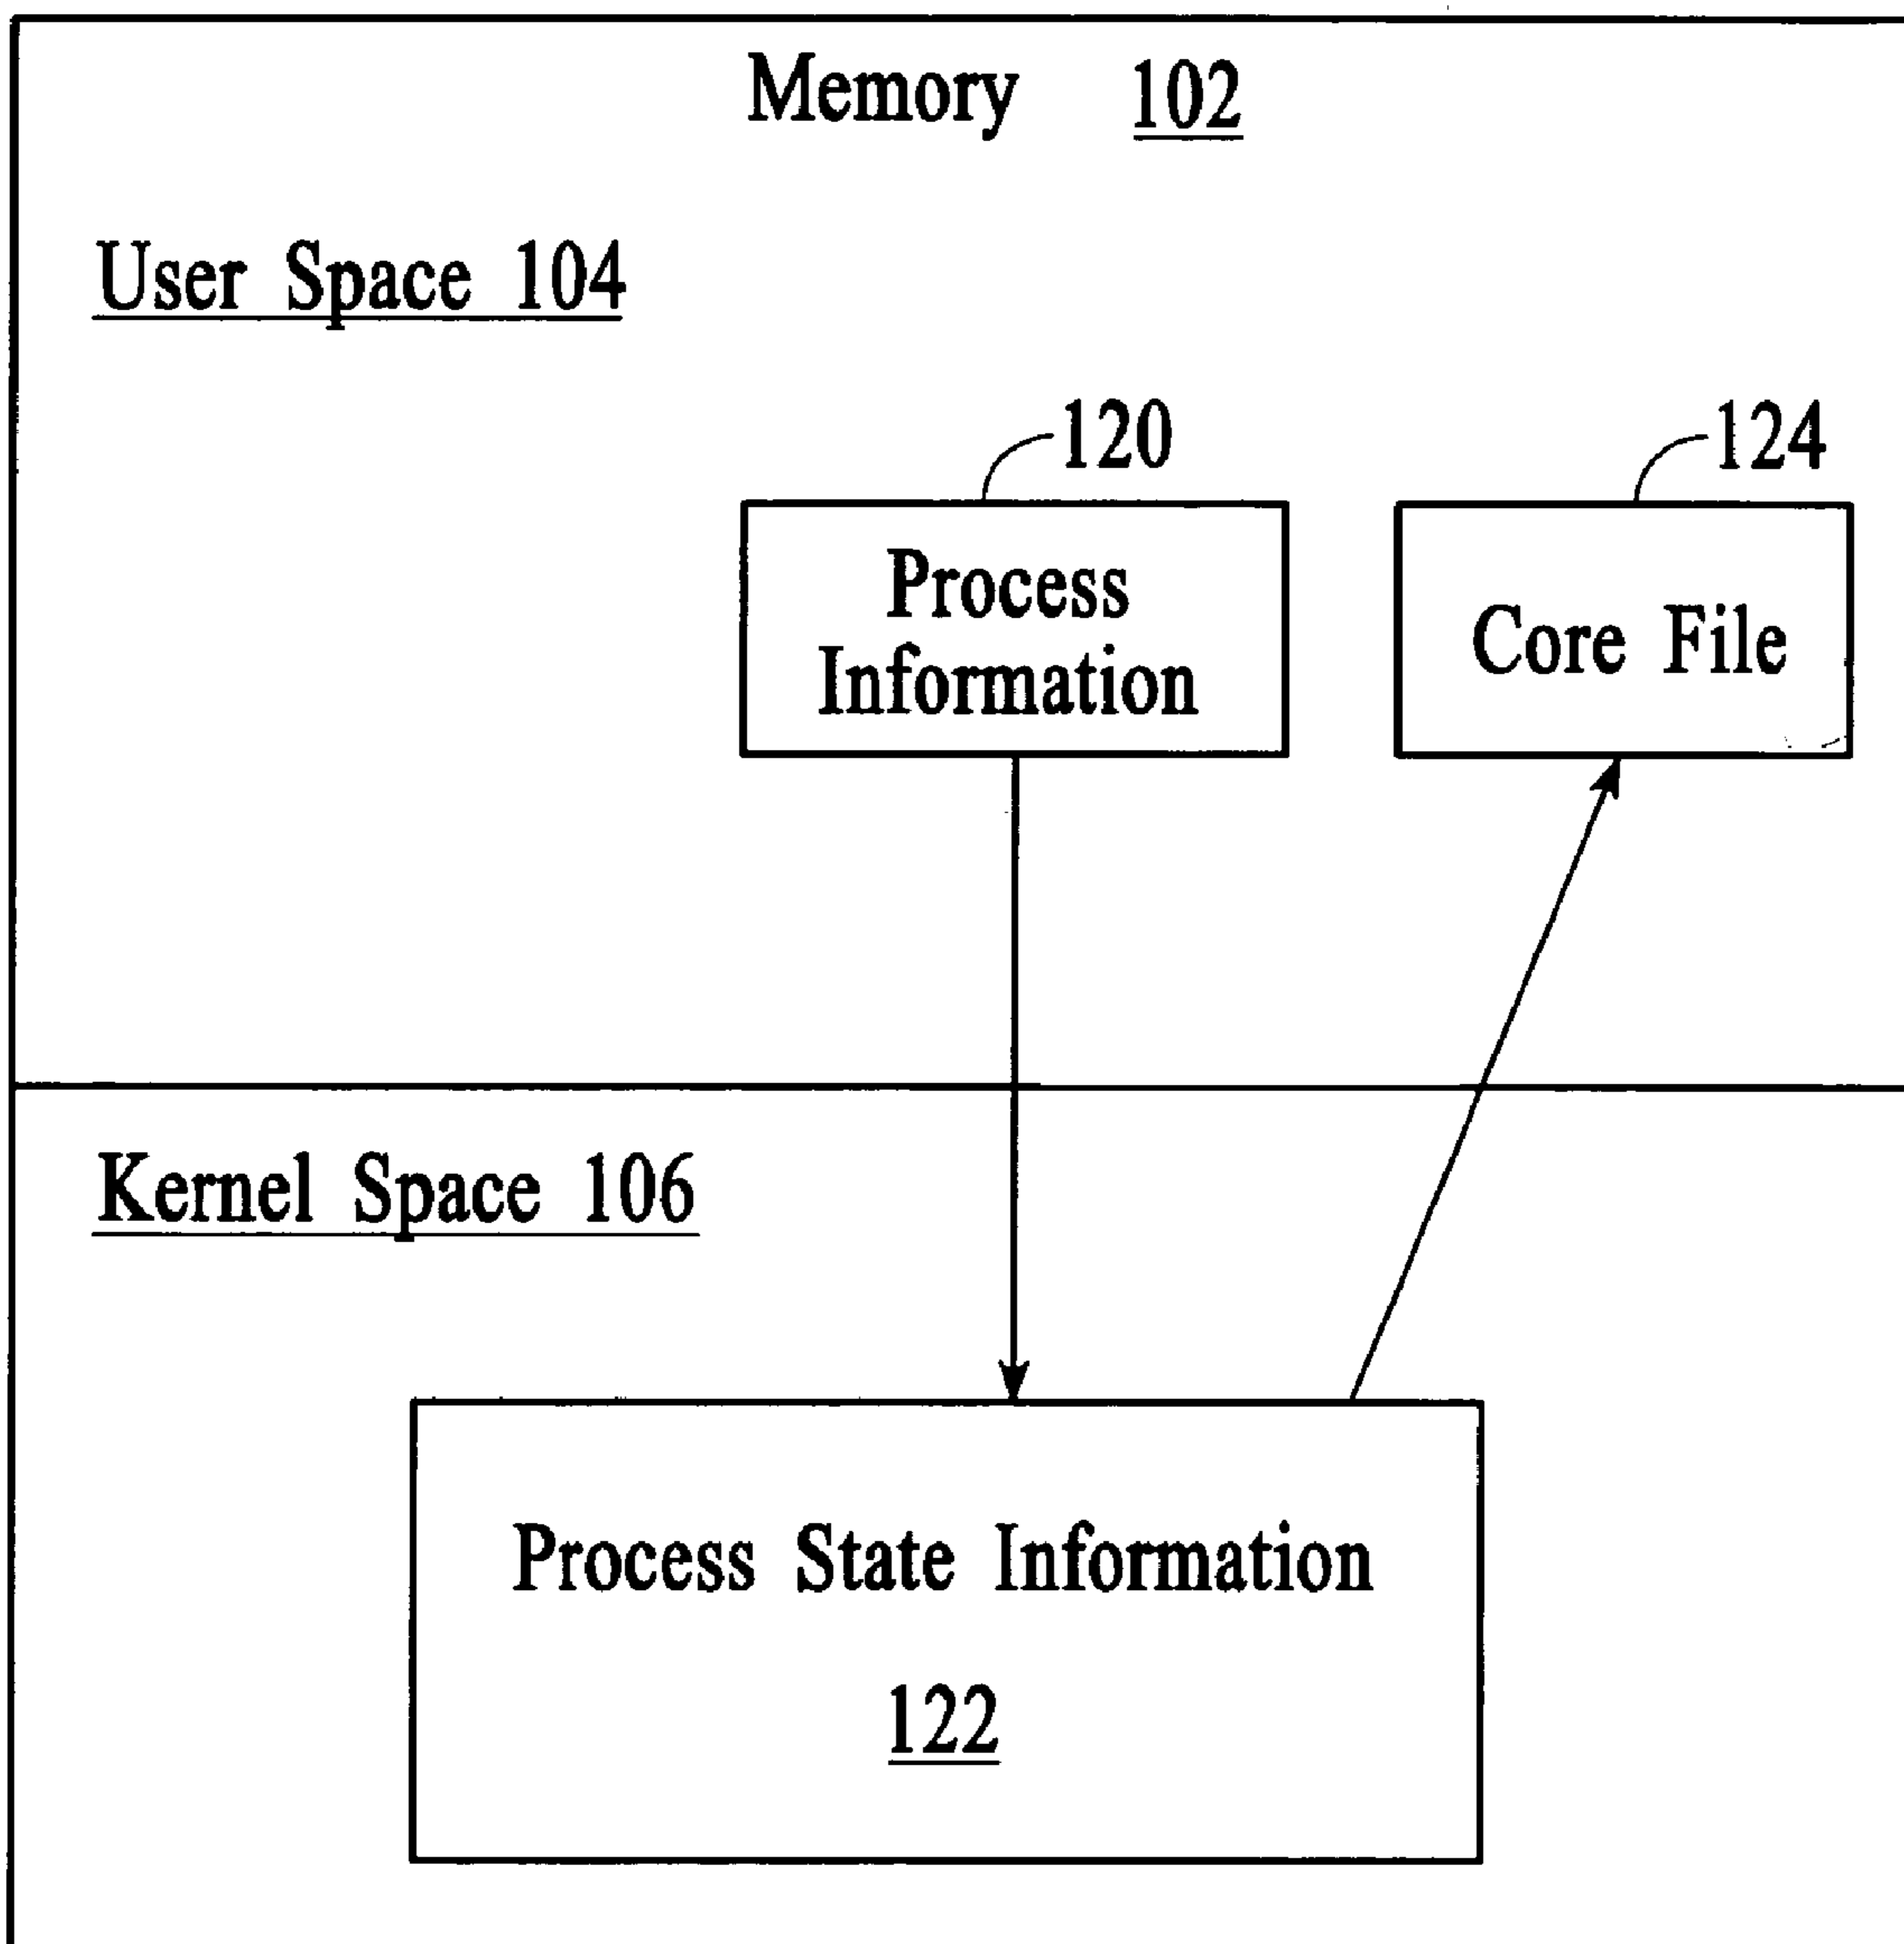 Memory 102
User Space 104
120
124
Process
Information
Core File
Kernel Space 106
Process State Information
122